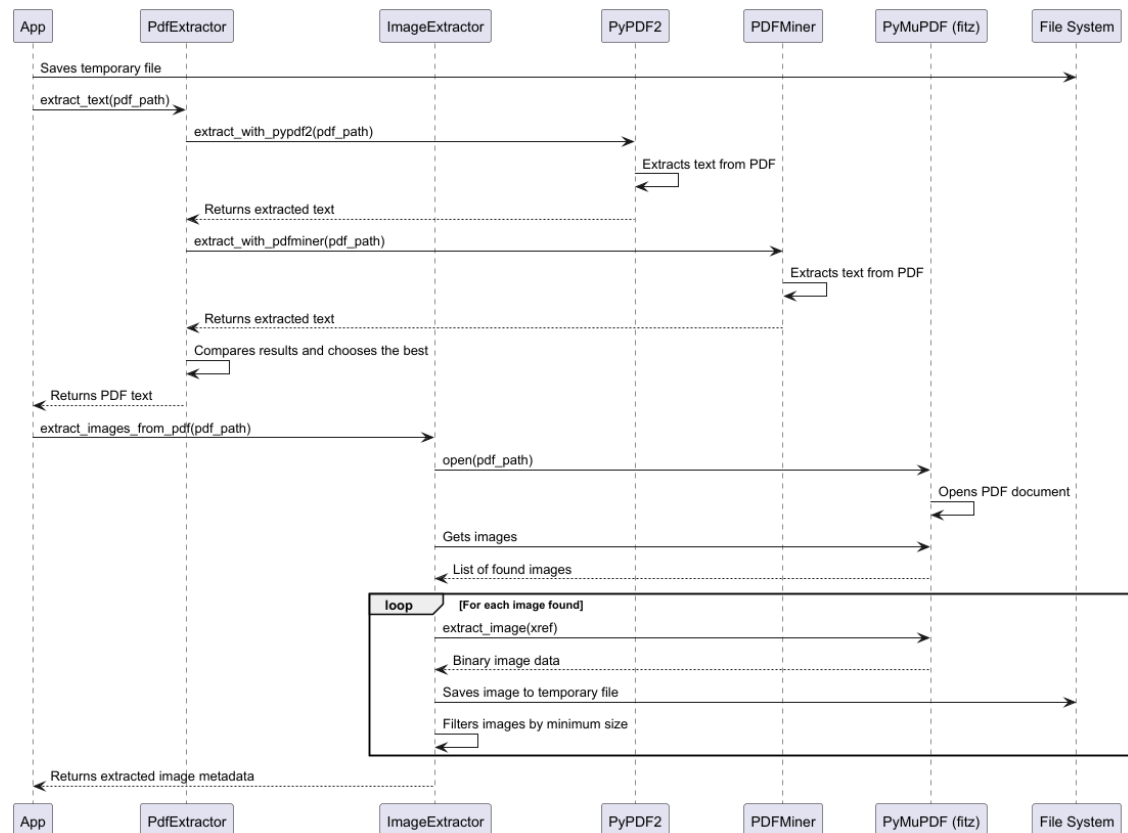 App PdfExtractor ImageExtractor PyPDF2 PDFMiner PyMuPDF (fitz) File System
Saves temporary file
extract_text(pdf_path)
extract_with_pypdf2(pdf_path)
Extracts text from PDF
Returns extracted text
extract_with_pdfminer(pdf_path)
Extracts text from PDF
Returns extracted text
Compares results and chooses the best
Returns PDF text
extract_images_from_pdf(pdf_path)
open(pdf_path)
Opens PDF document
Gets images
List of found images
loop [For each image found]
extract_image(xref)
Binary image data
Saves image to temporary file
Filters images by minimum size
Returns extracted image metadata
App PdfExtractor ImageExtractor PyPDF2 PDFMiner PyMuPDF (fitz) File System